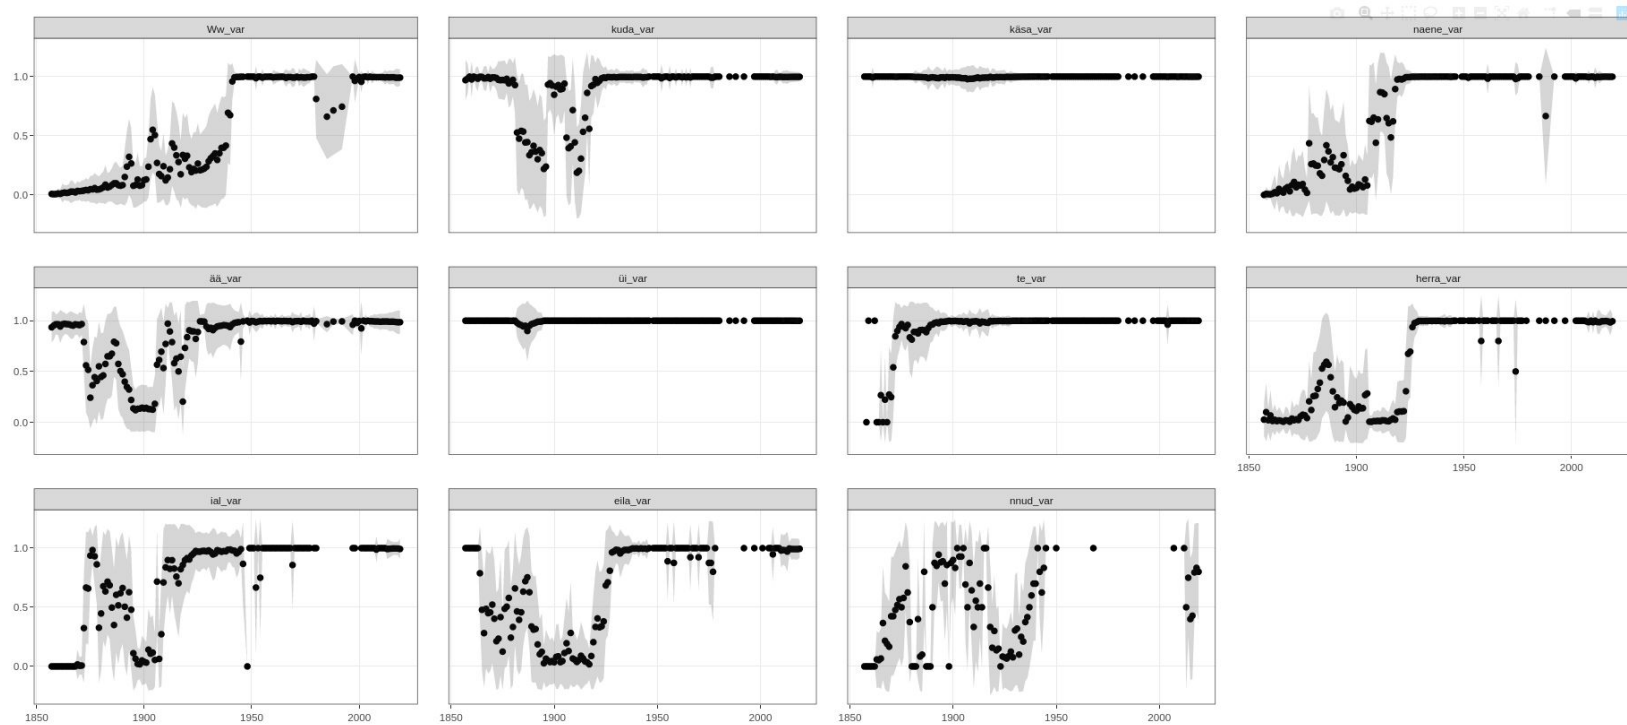 Ww_var kuda_var käsa_var naene_var
1.0
0.5
0.0
ää_var üi_var te_var herra_var
1.0
0.5
0.0
1850 1900 1950 2000
ial_var eila_var nnud_var
1.0
0.5
0.0
1850 1900 1950 2000 1850 1900 1950 2000 1850 1900 1950 2000